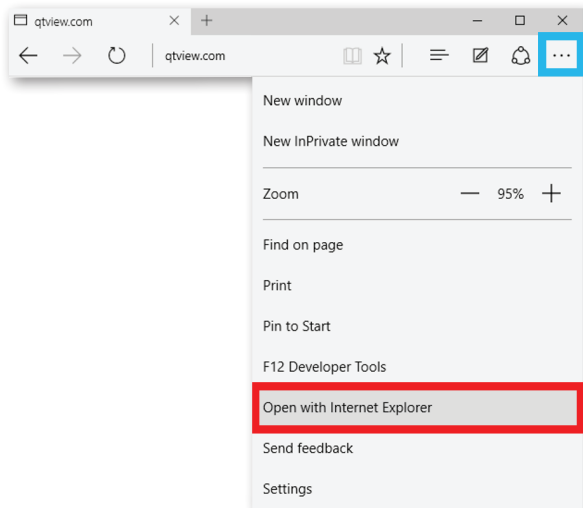 qtview.com
qtview.com
New window
New InPrivate window
Zoom 95%
Find on page
Print
Pin to Start
F12 Developer Tools
Open with Internet Explorer
Send feedback
Settings